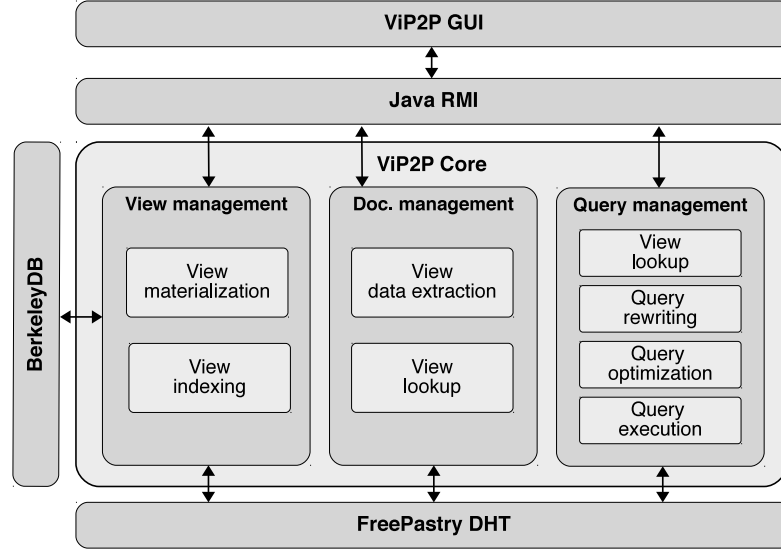 ViP2P GUI
Java RMI
BerkeleyDB
ViP2P Core
View management
View
materialization
View
indexing
Doc. management
View
data extraction
View
lookup
Query management
View
lookup
Query
rewriting
Query
optimization
Query
execution
FreePastry DHT